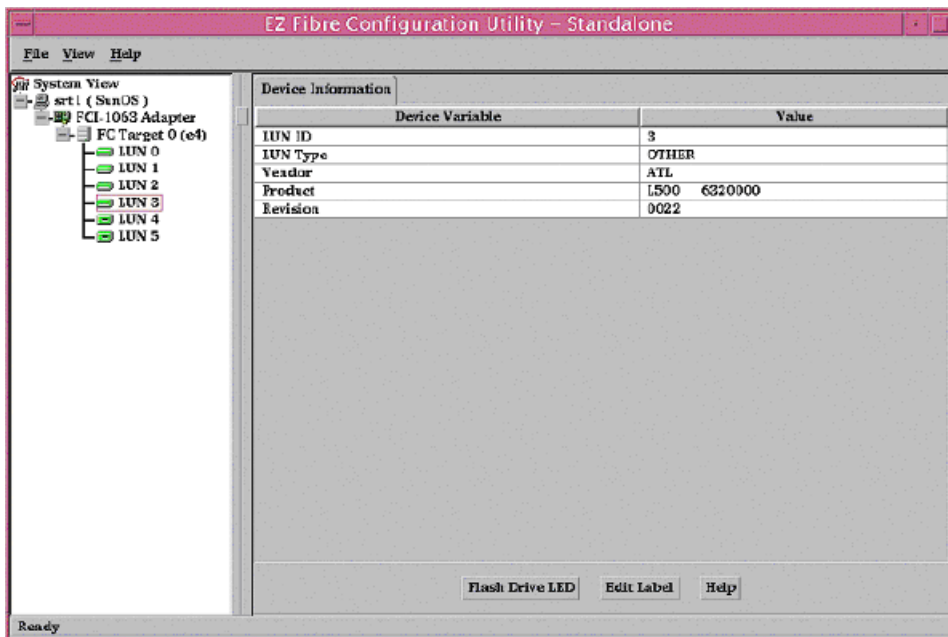 EZ Fibre Configuration Utility – Standalone
File View Help
System View
srt1 ( SunOS )
FCI-1063 Adapter
FC Target 0 (e4)
LUN 0
LUN 1
LUN 2
LUN 3
LUN 4
LUN 5
Device Information
Device Variable Value
LUN ID 3
LUN Type OTHER
Vendor ATL
Product L500 6320000
Revision 0022
Flash Drive LED Edit Label Help
Ready